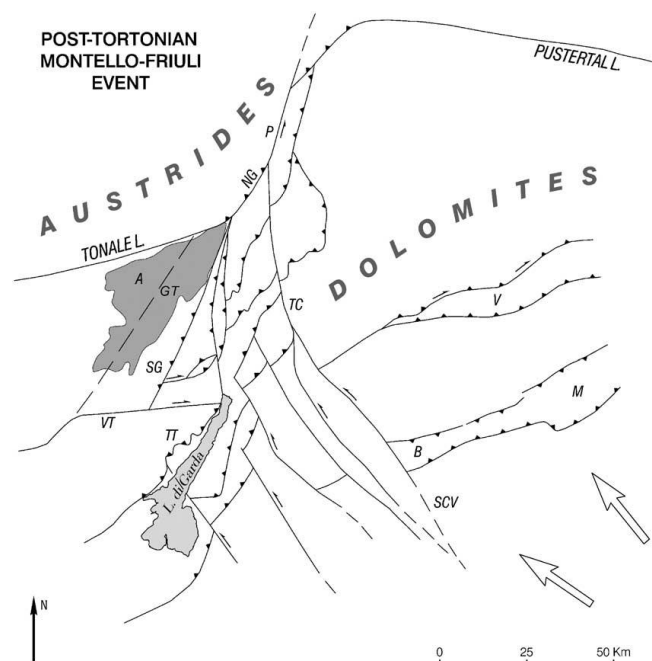 POST-TORTONIAN
MONTELLO-FRIULI
EVENT
PUSTERTAL L.
AUSTRIDES
P
NG
DOLOMITES
TONALE L.
A
GT
TC
V
SG
VT
TT
M
B
L. di Garda
SCV
N
0 25 50 Km